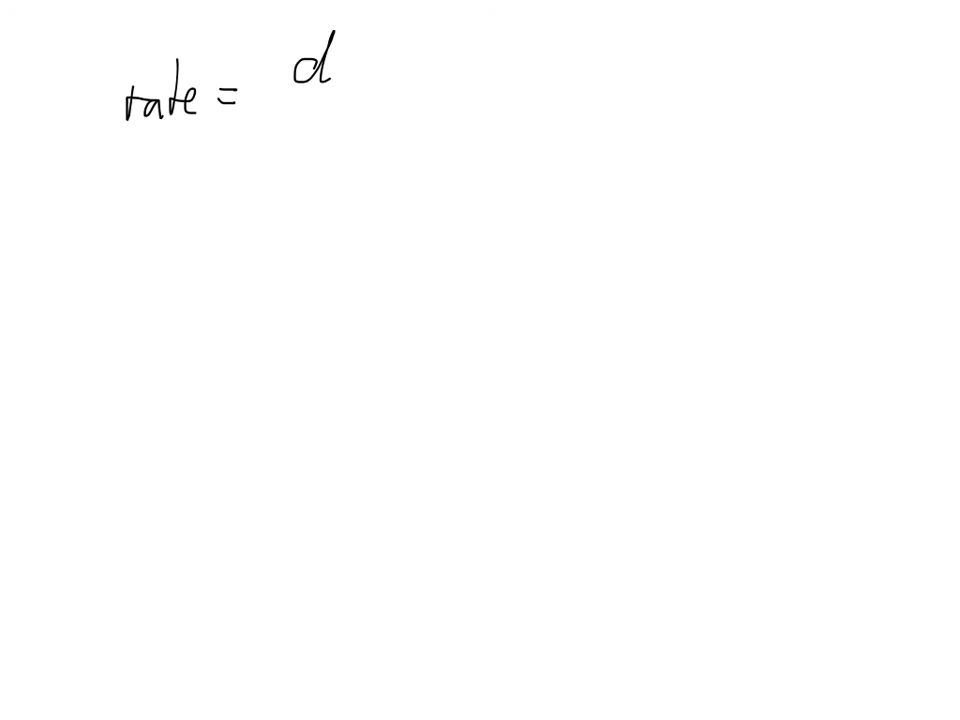 rate = d